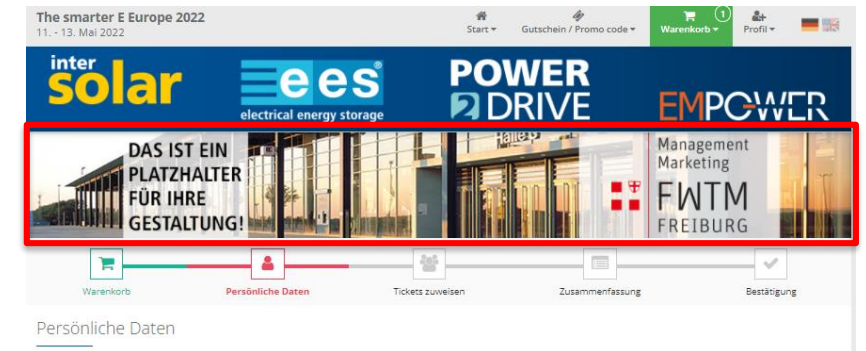 The smarter E Europe 2022
11. - 13. Mai 2022
Start
Gutschein / Promo code
Warenkorb
1
Profil
inter
solar
ees®
electrical energy storage
POWER
2 DRIVE
EMPOWER
DAS IST EIN
PLATZHALTER
FÜR IHRE
GESTALTUNG!
Halle 3
Management
Marketing
FWTM
FREIBURG
Warenkorb
Persönliche Daten
Tickets zuweisen
Zusammenfassung
Bestätigung
Persönliche Daten